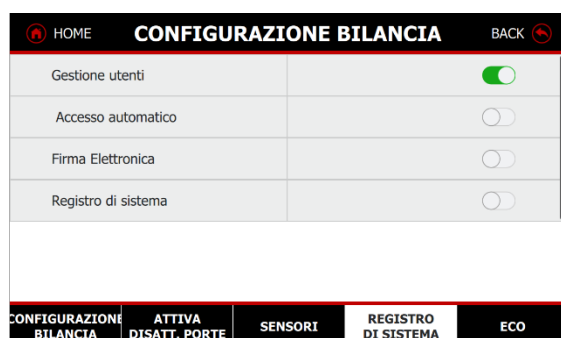 HOME CONFIGURAZIONE BILANCIA BACK
Gestione utenti
Accesso automatico
Firma Elettronica
Registro di sistema
CONFIGURAZIONE BILANCIA
ATTIVA DISATT. PORTE
SENSORI
REGISTRO DI SISTEMA
ECO